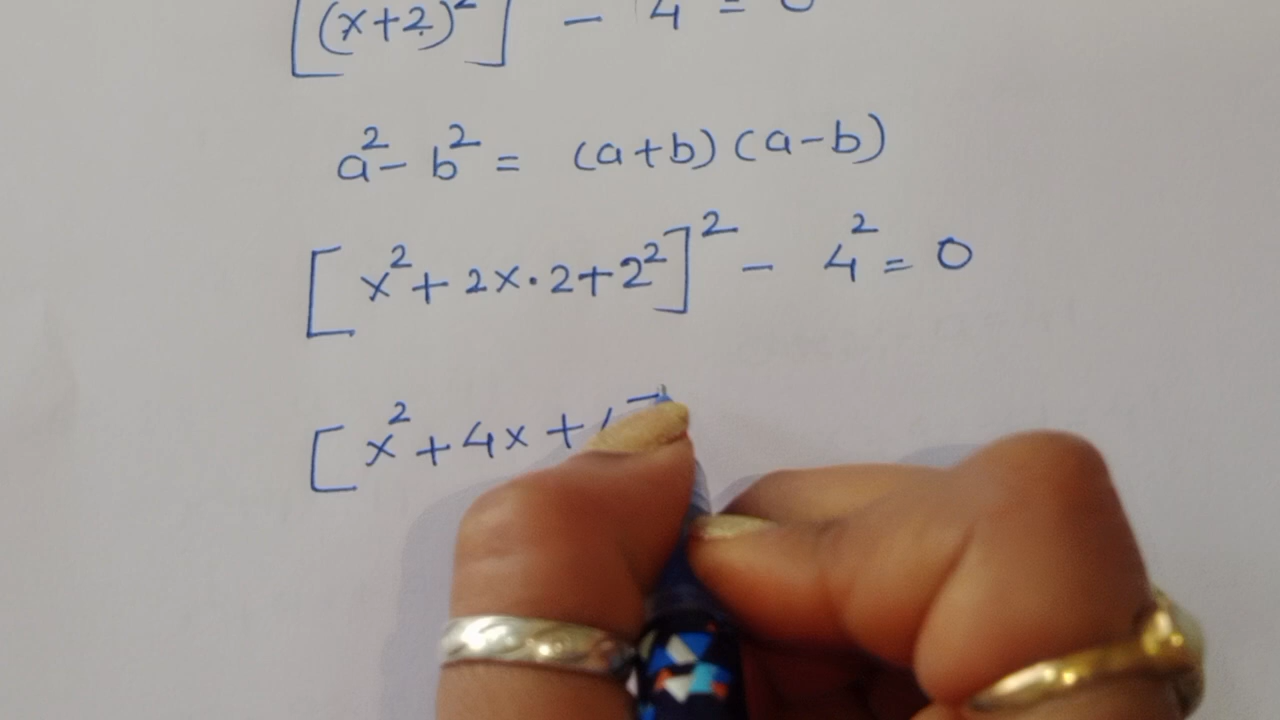 [(x+2)²] - 4 = 0
a² - b² = (a+b)(a-b)
[x² + 2x·2 + 2²]² - 4² = 0
[x² + 4x +